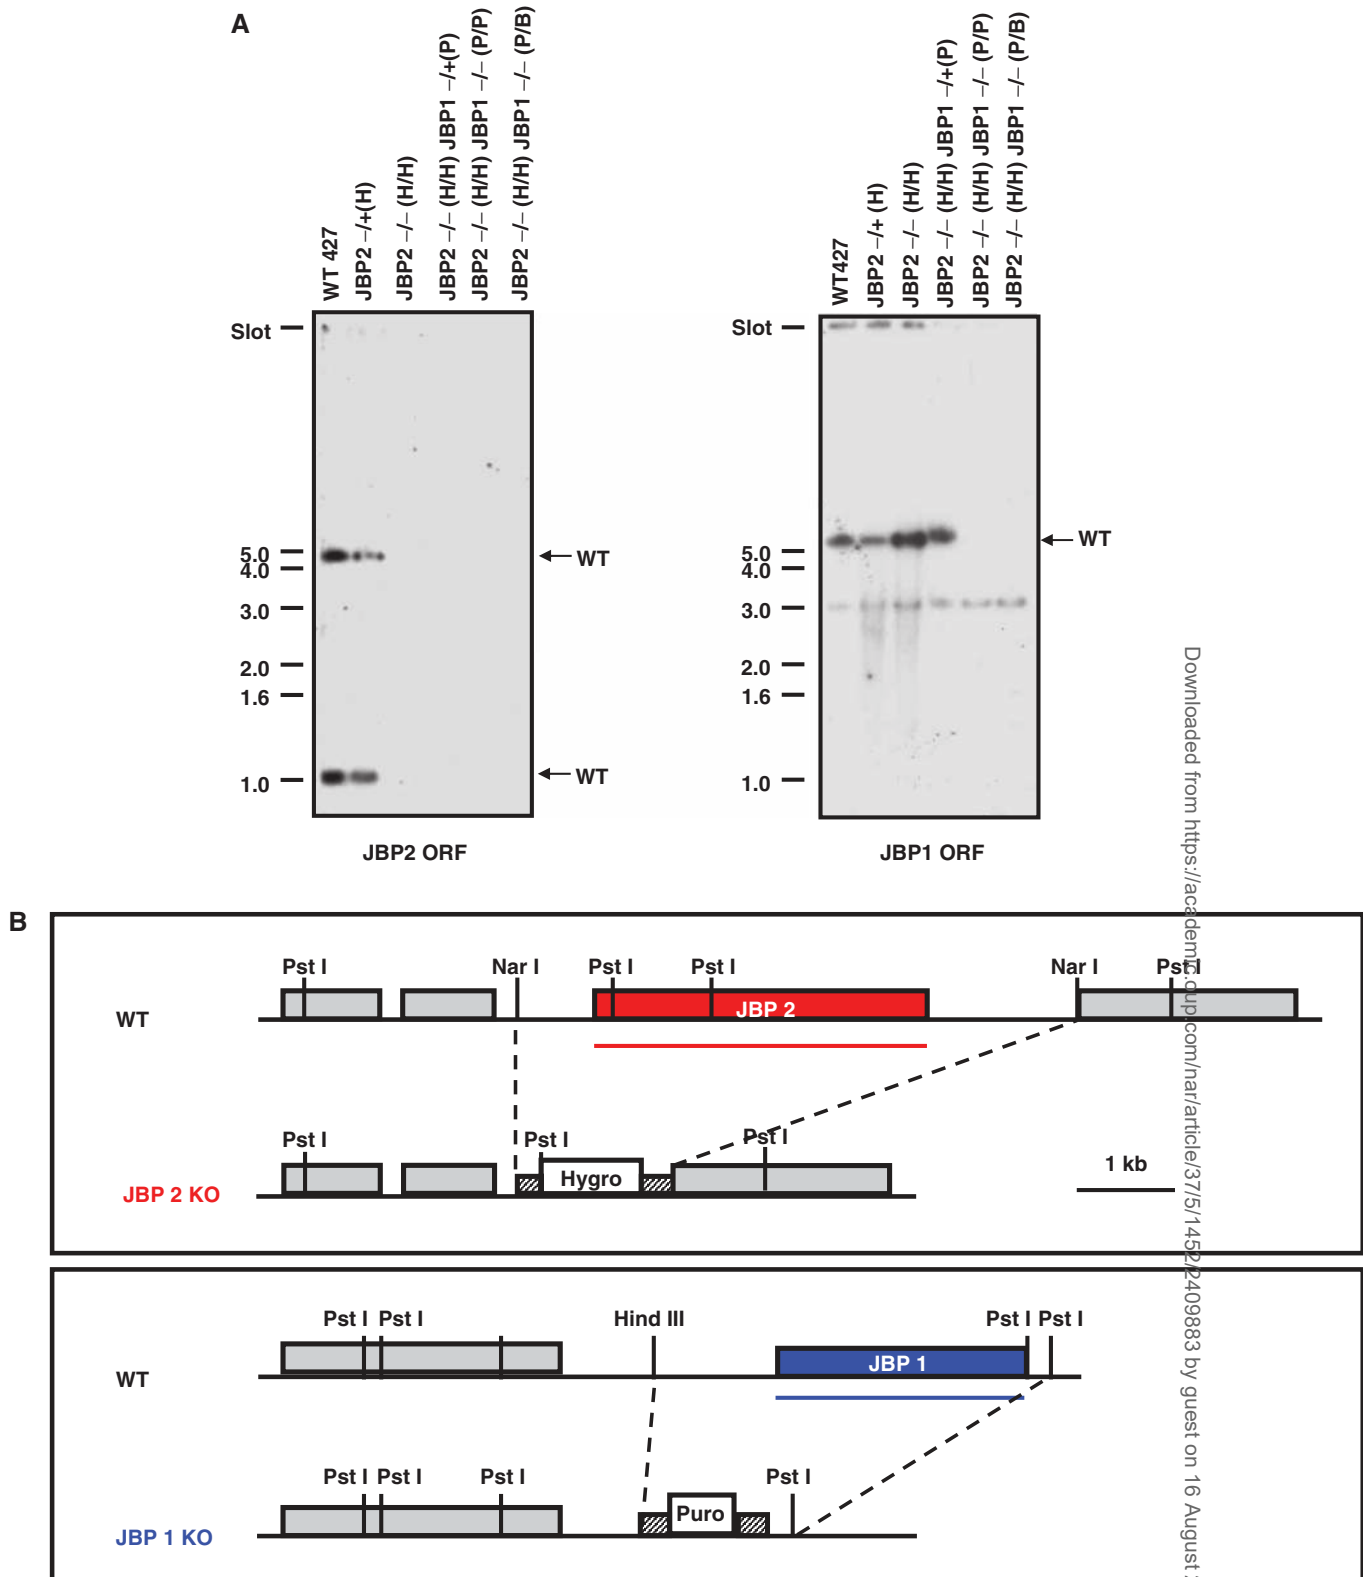 A
WT 427
JBP2 –/+(H)
JBP2 –/– (H/H)
JBP2 –/– (H/H) JBP1 –/+(P)
JBP2 –/– (H/H) JBP1 –/– (P/P)
JBP2 –/– (H/H) JBP1 –/– (P/B)
Slot
5.0
4.0
3.0
2.0
1.6
1.0
WT
WT
JBP2 ORF
WT427
JBP2 –/+ (H)
JBP2 –/– (H/H)
JBP2 –/– (H/H) JBP1 –/+(P)
JBP2 –/– (H/H) JBP1 –/– (P/P)
JBP2 –/– (H/H) JBP1 –/– (P/B)
Slot
5.0
4.0
3.0
2.0
1.6
1.0
WT
JBP1 ORF
B
Pst I Nar I Pst I Pst I Nar I Pst I
WT
JBP 2
Pst I Pst I Pst I
Hygro
JBP 2 KO
1 kb
Pst I Pst I Hind III Pst I Pst I
WT
JBP 1
Pst I Pst I Pst I Pst I
Puro
JBP 1 KO
Downloaded from https://academic.oup.com/nar/article/37/5/1452/2409883 by guest on 16 August